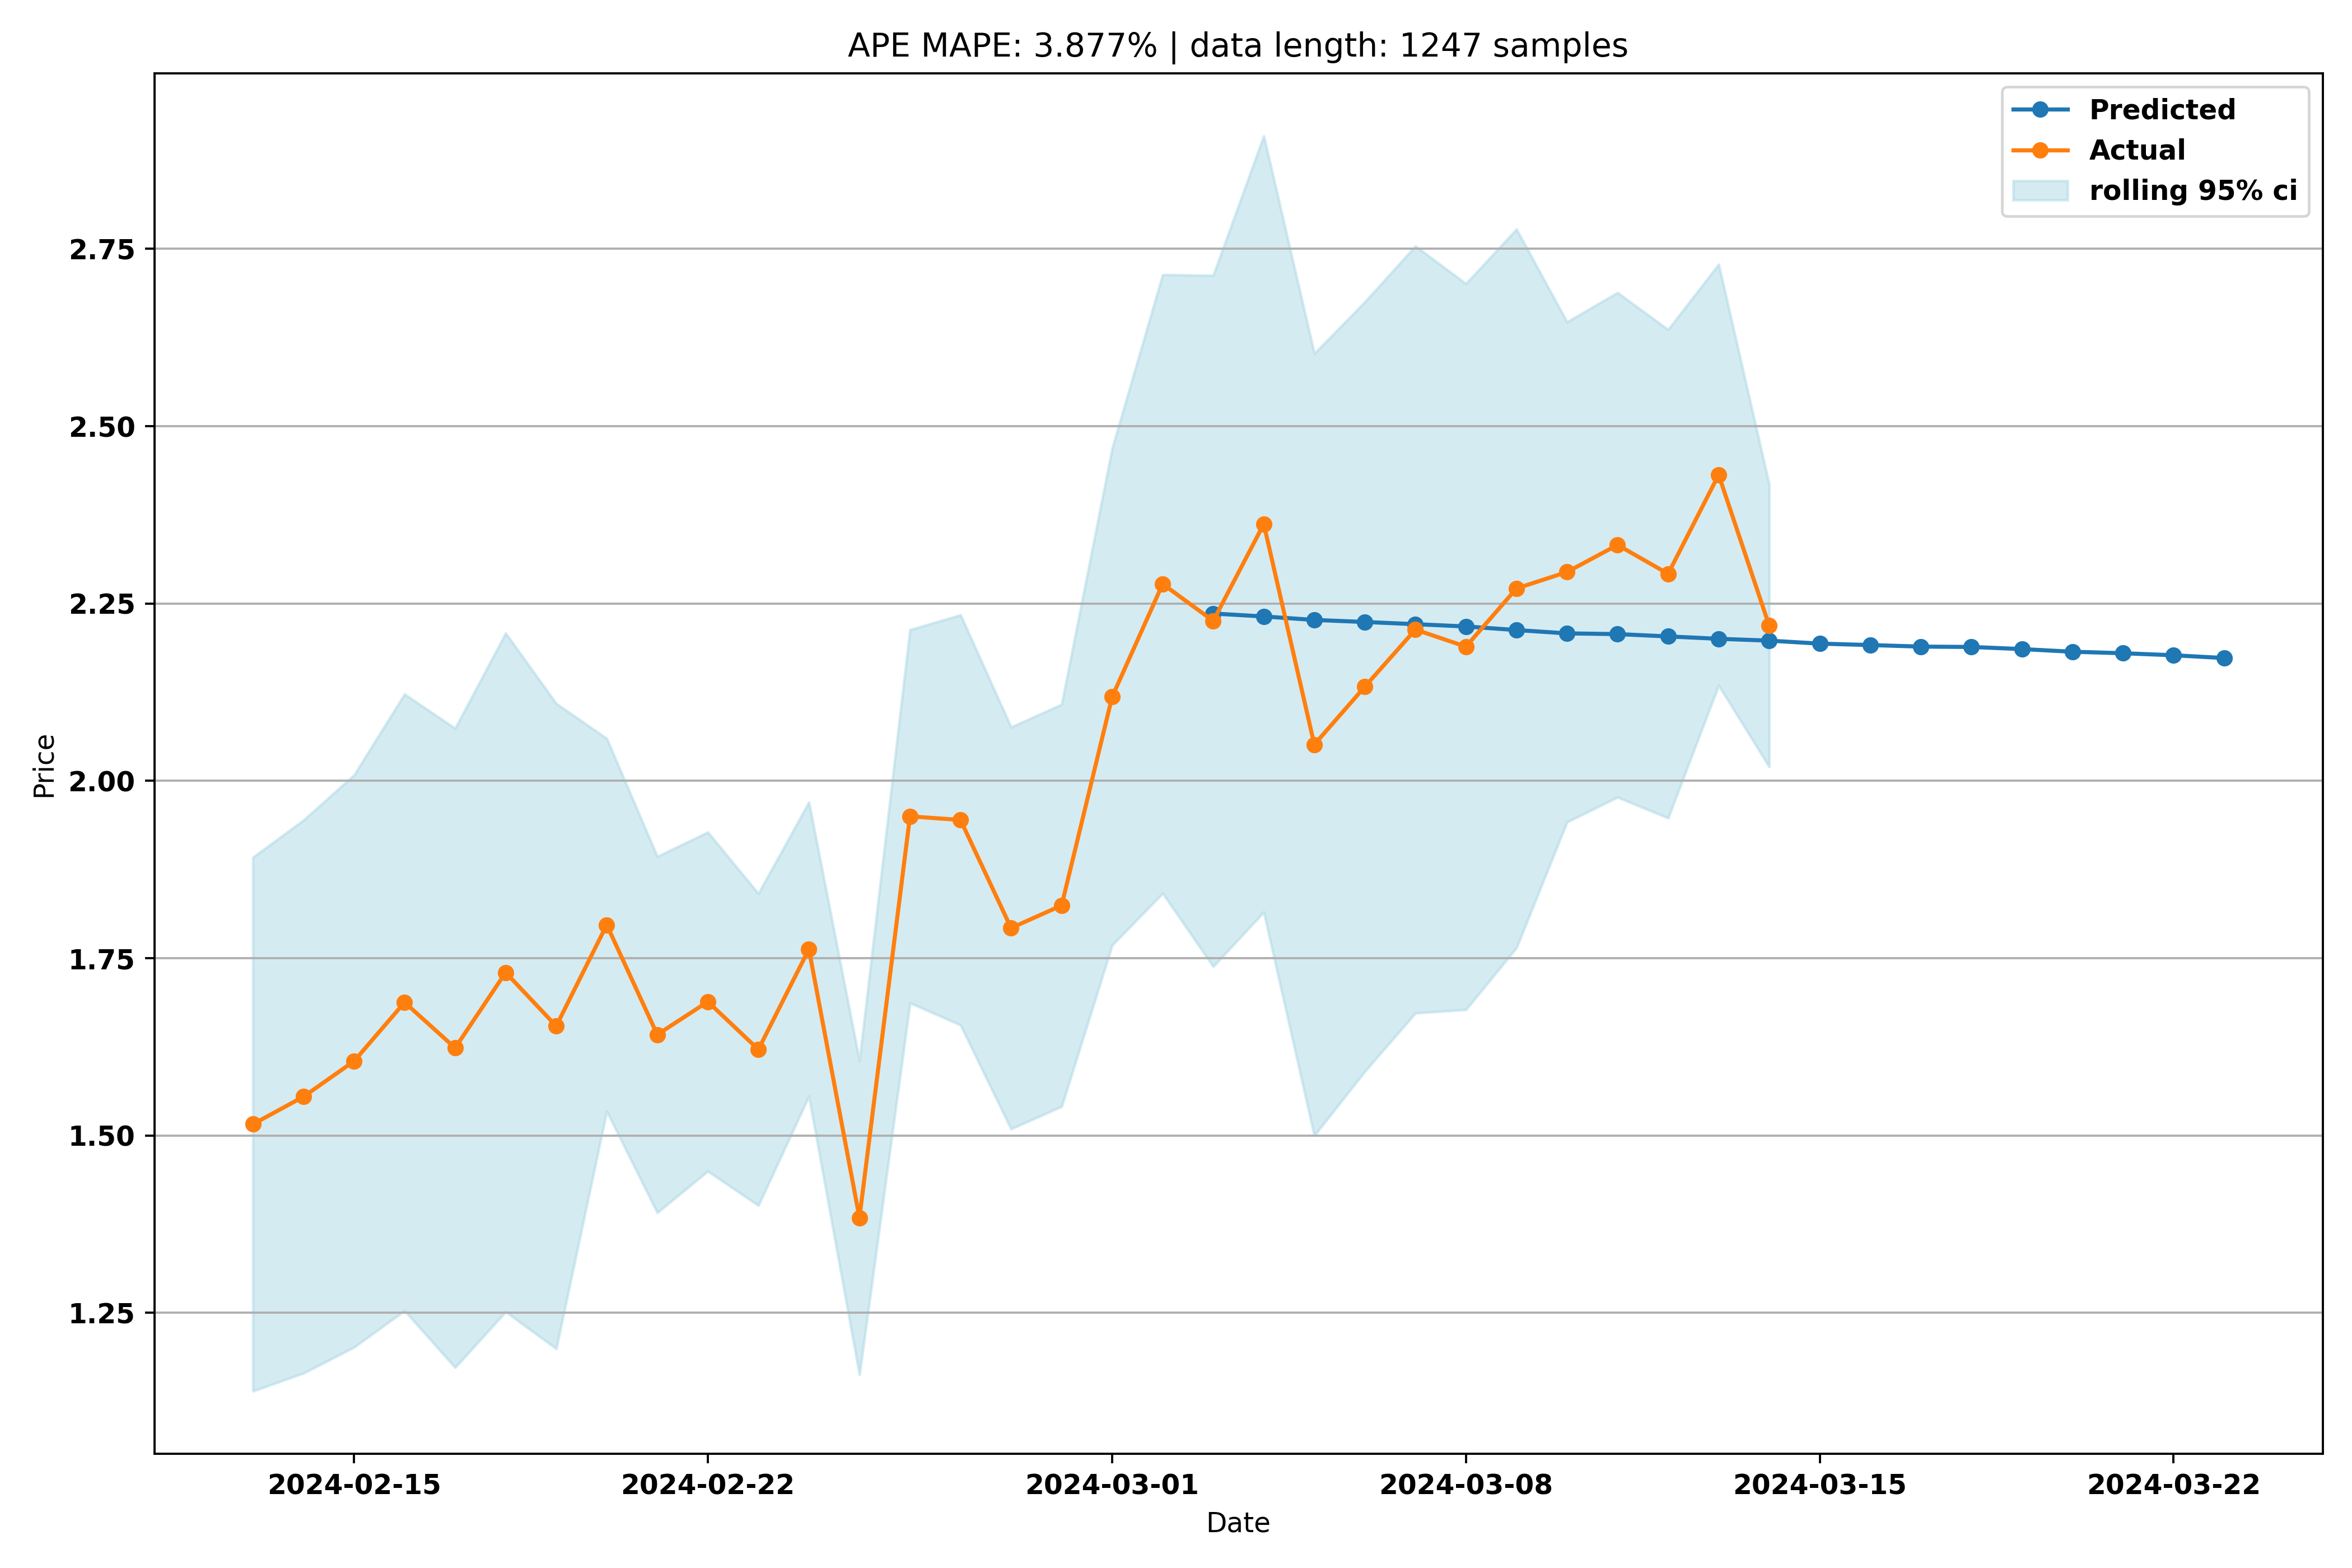 APE MAPE: 3.877% | data length: 1247 samples
Predicted
Actual
rolling 95% ci
2.75
2.50
2.25
2.00
1.75
1.50
1.25
Price
2024-02-15 2024-02-22 2024-03-01 2024-03-08 2024-03-15 2024-03-22
Date